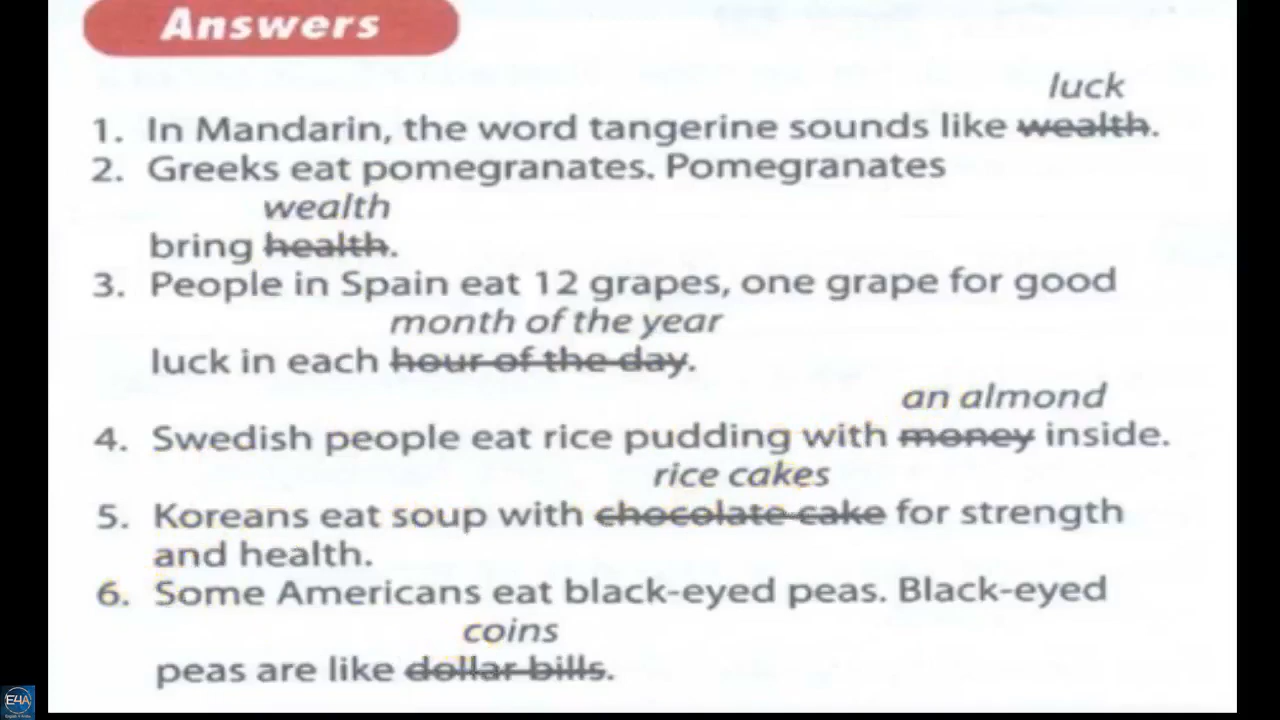 Answers
luck
1. In Mandarin, the word tangerine sounds like wealth.
2. Greeks eat pomegranates. Pomegranates
wealth
bring health.
3. People in Spain eat 12 grapes, one grape for good
month of the year
luck in each hour of the day.
an almond
4. Swedish people eat rice pudding with money inside.
rice cakes
5. Koreans eat soup with chocolate cake for strength
and health.
6. Some Americans eat black-eyed peas. Black-eyed
coins
peas are like dollar bills.
E4A